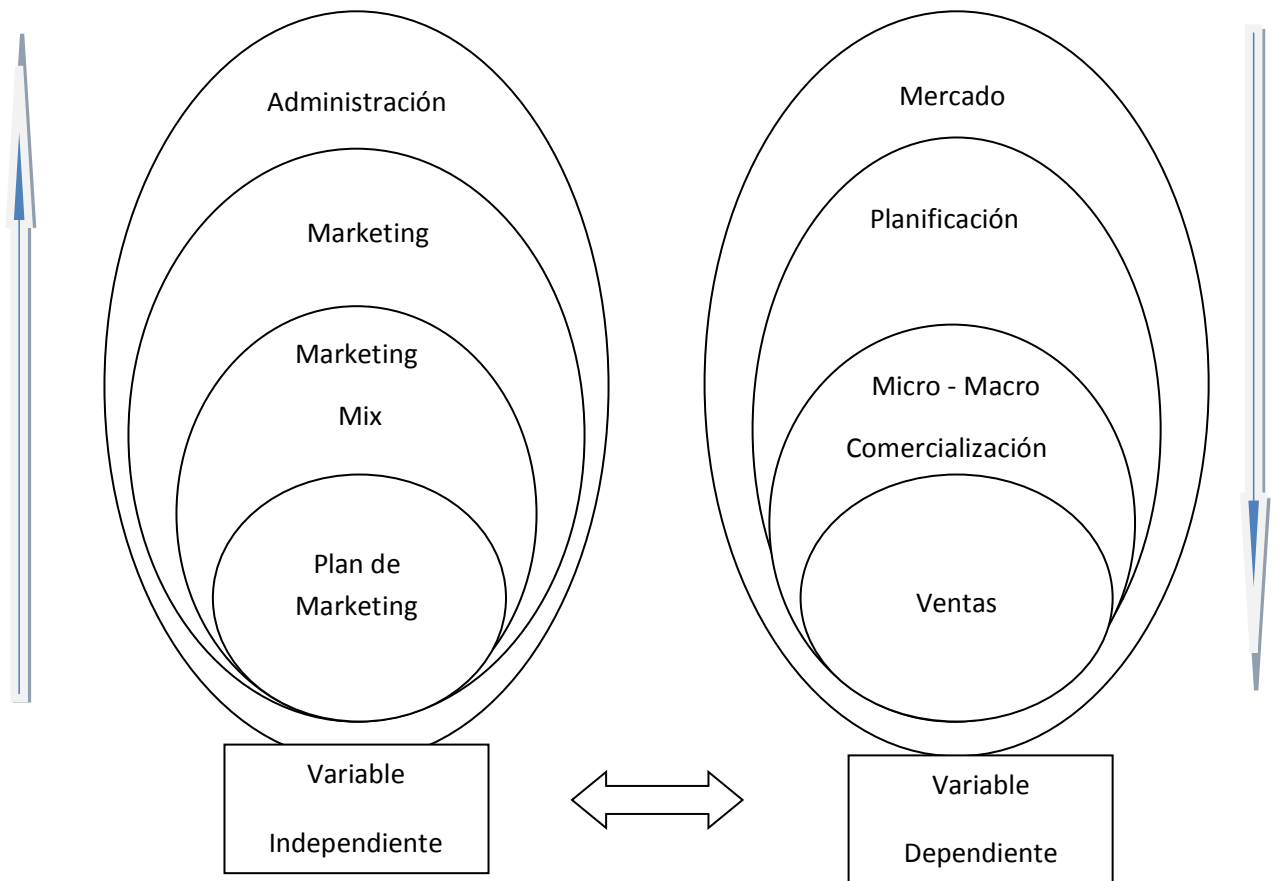 Administración
Marketing
Marketing
Mix
Plan de
Marketing
Variable
Independiente
Mercado
Planificación
Micro - Macro
Comercialización
Ventas
Variable
Dependiente